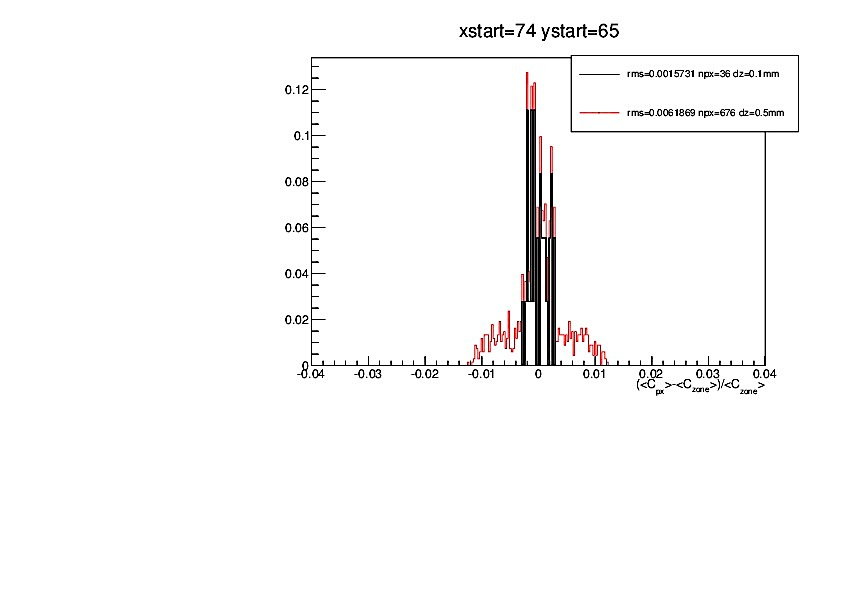 xstart=74 ystart=65
rms=0.0015731 npx=36 dz=0.1mm
rms=0.0061869 npx=676 dz=0.5mm
0.12
0.1
0.08
0.06
0.04
0.02
0
-0.04 -0.03 -0.02 -0.01 0 0.01 0.02 0.03 0.04
(<C_px>-<C_zone>)/<C_zone>